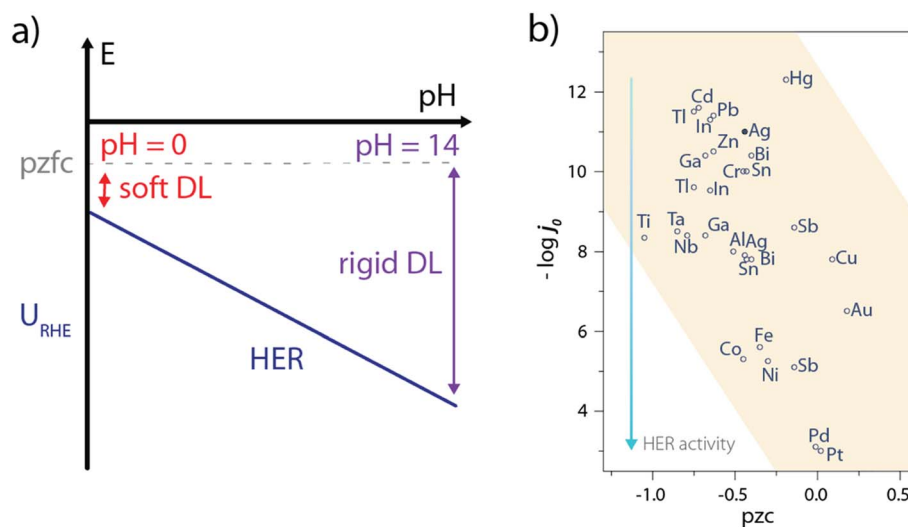 a)
E
pH
pH = 0
pH = 14
pzfc
soft DL
rigid DL
U_RHE
HER
b)
- log j₀
12
10
8
6
4
-1.0
-0.5
0.0
0.5
pzc
Hg
Cd
Tl
Pb
In
Ag
Zn
Ga
Bi
Cr
Sn
Tl
In
Ti
Ta
Nb
Ga
Al
Ag
Sn
Bi
Sb
Cu
Au
Fe
Co
Ni
Sb
Pd
Pt
HER activity